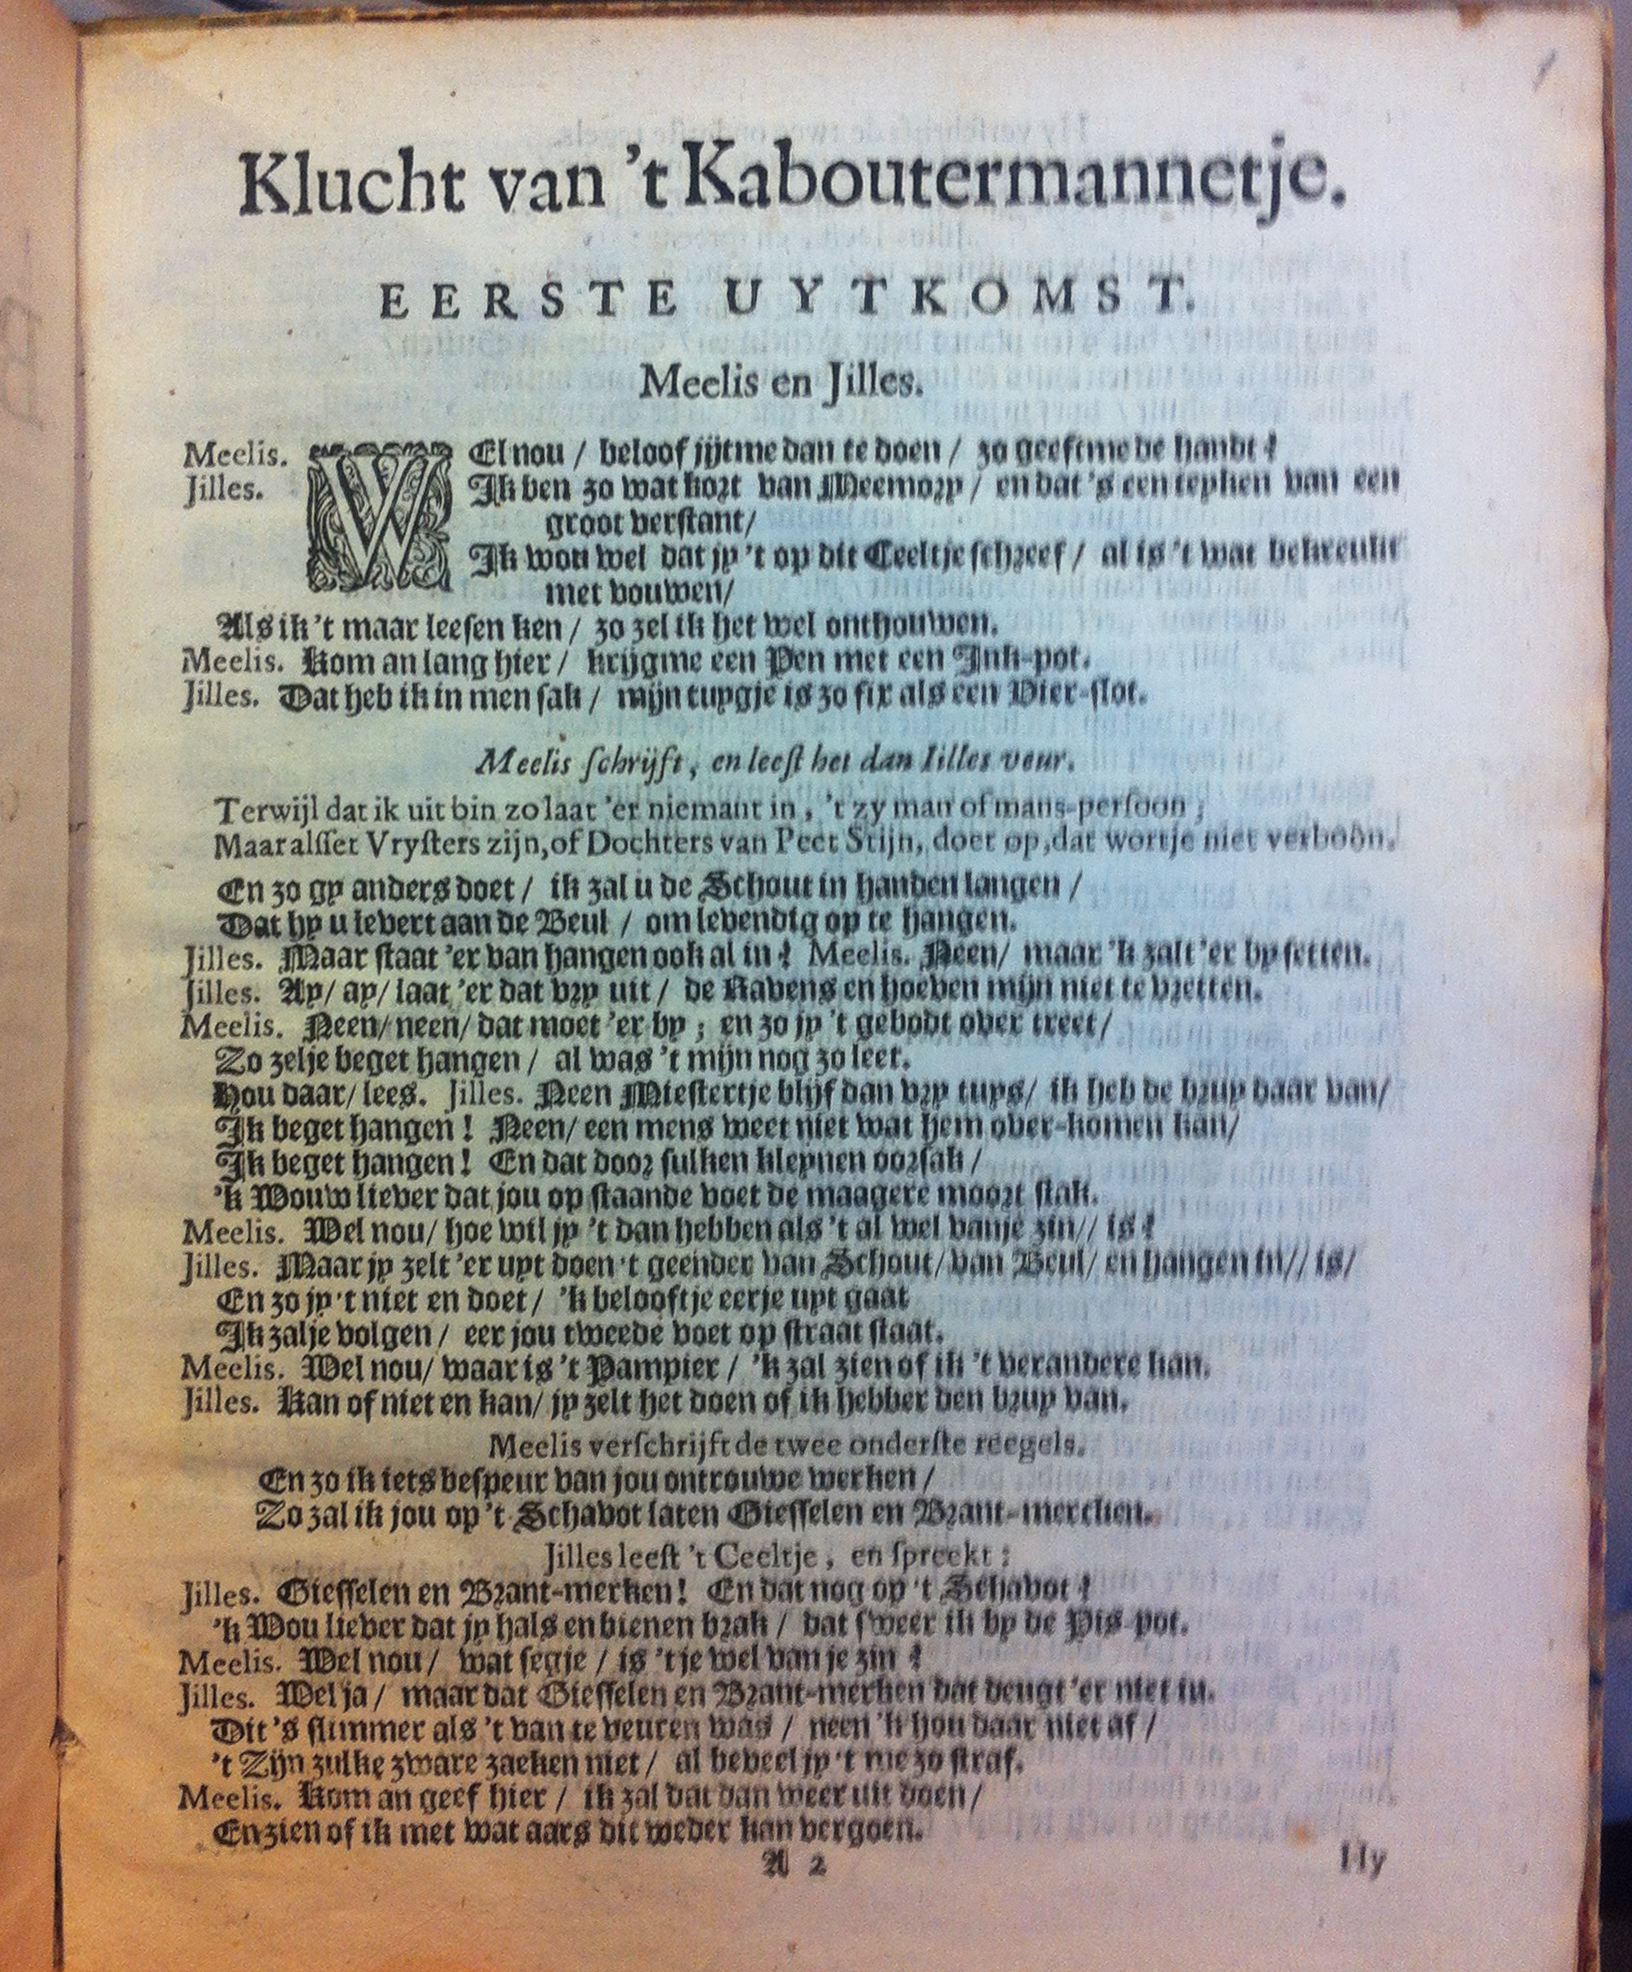 Klucht van 't Kaboutermannetje.
EERSTE UYTKOMST.
Meelis en Jilles.
Meelis. WEl nou / beloof jijtme dan te doen / zo geeftme de handt?
Jilles. Ik ben zo wat kort van Meemory / en dat 's een teyken van een
groot verstant/
Ik wou wel dat jy 't op dit Ceeltje schreef / al is 't wat bekreukt
met vouwen/
Als ik 't maar leesen ken / zo zel ik het wel onthouwen.
Meelis. Kom an lang hier / krijgme een Pen met een Ink-pot.
Jilles. Dat heb ik in men sak / mijn tuygje is zo fix als een Vier-slot.
Meelis schrijft, en leest het dan Iilles veur.
Terwijl dat ik uit bin zo laat 'er niemant in, 't zy man of mans-persoon;
Maar alsset Vrysters zijn, of Dochters van Peet Stijn, doet op, dat wortje niet verboôn.
En zo gy anders doet / ik zal u de Schout in handen langen /
Dat hy u levert aan de Beul / om levendig op te hangen.
Jilles. Maar staat 'er van hangen ook al in? Meelis. Neen/ maar 'k zalt 'er by setten.
Jilles. Ay/ ay/ laat 'er dat vry uit / de Ravens en hoeven mijn niet te vretten.
Meelis. Neen/ neen/ dat moet 'er by; en zo jy 't gebodt over treet/
Zo zelje beget hangen / al was 't mijn nog zo leet.
Hou daar/ lees. Jilles. Neen Miestertje blijf dan vry tuys/ ik heb de bruy daar van/
Ik beget hangen! Neen/ een mens weet niet wat hem over-komen kan/
Ik beget hangen! En dat door sulken kleynen oorsak /
'k Wouw liever dat jou op staande voet de maagere moort stak.
Meelis. Wel nou/ hoe wil jy 't dan hebben als 't al wel vanje zin// is?
Jilles. Maar jy zelt 'er uyt doen 't geender van Schout/ van Beul/ en hangen in// is/
En zo jy 't niet en doet / 'k belooftje eerje uyt gaat
Ik zalje volgen / eer jou tweede voet op straat staat.
Meelis. Wel nou/ waar is 't Pampier / 'k zal zien of ik 't verandere kan.
Jilles. Kan of niet en kan/ jy zelt het doen of ik hebber den bruy van.
Meelis verschrijft de twee onderste reegels.
En zo ik iets bespeur van jou ontrouwe werken /
Zo zal ik jou op 't Schavot laten Giesselen en Brant-mercken.
Jilles leest 't Ceeltje, en spreekt:
Jilles. Giesselen en Brant-merken! En dat nog op 't Schavot?
'k Wou liever dat jy hals en bienen brak / dat sweer ik by de Pis-pot.
Meelis. Wel nou / wat segje / is 'tje wel van je zin?
Jilles. Wel ja / maar dat Giesselen en Brant-merken dat deugt 'er niet in.
Dit 's slimmer als 't van te veuren was / neen 'k hou daar niet af /
't Zijn zulke zware zaeken niet / al beveel jy 't me zo straf.
Meelis. Kom an geef hier / ik zal dat dan weer uit doen/
En zien of ik met wat aars dit weder kan vergoen.
A 2
Hy